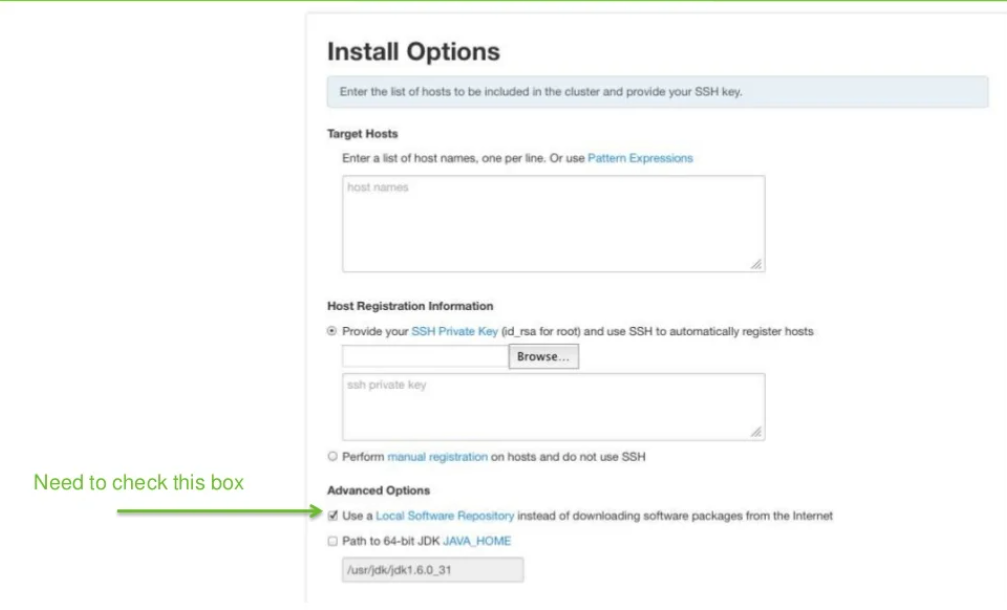 Install Options
Enter the list of hosts to be included in the cluster and provide your SSH key.
Target Hosts
Enter a list of host names, one per line. Or use Pattern Expressions
host names
Host Registration Information
Provide your SSH Private Key (id_rsa for root) and use SSH to automatically register hosts
Browse...
ssh private key
Perform manual registration on hosts and do not use SSH
Need to check this box
Advanced Options
Use a Local Software Repository instead of downloading software packages from the Internet
Path to 64-bit JDK JAVA_HOME
/usr/jdk/jdk1.6.0_31